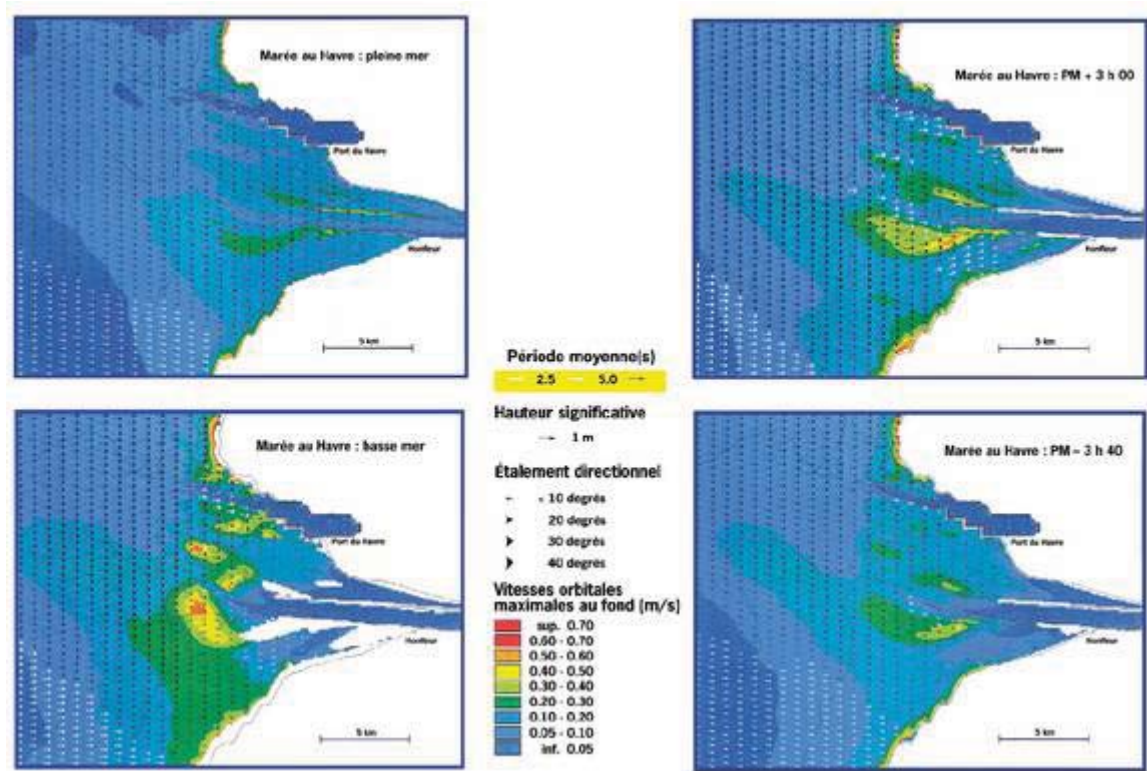 Marée au Havre : pleine mer
Port du Havre
Honfleur
5 km
Marée au Havre : PM + 3 h 00
Port du Havre
Honfleur
5 km
Période moyenne(s)
2.5 5.0
Hauteur significative
1 m
Étalement directionnel
< 10 degrés
20 degrés
30 degrés
40 degrés
Vitesses orbitales
maximales au fond (m/s)
sup. 0.70
0.60 - 0.70
0.50 - 0.60
0.40 - 0.50
0.30 - 0.40
0.20 - 0.30
0.10 - 0.20
0.05 - 0.10
inf. 0.05
Marée au Havre : basse mer
Port du Havre
Honfleur
5 km
Marée au Havre : PM – 3 h 40
Port du Havre
Honfleur
5 km